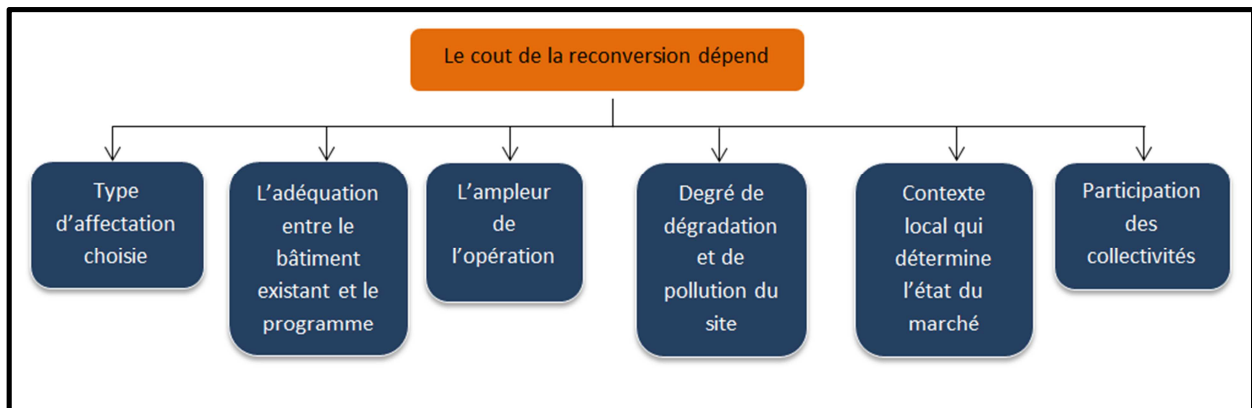 Le cout de la reconversion dépend
Type
d’affectation
choisie
L’adéquation
entre le
bâtiment
existant et le
programme
L’ampleur
de
l’opération
Degré de
dégradation
et de
pollution du
site
Contexte
local qui
détermine
l’état du
marché
Participation
des
collectivités